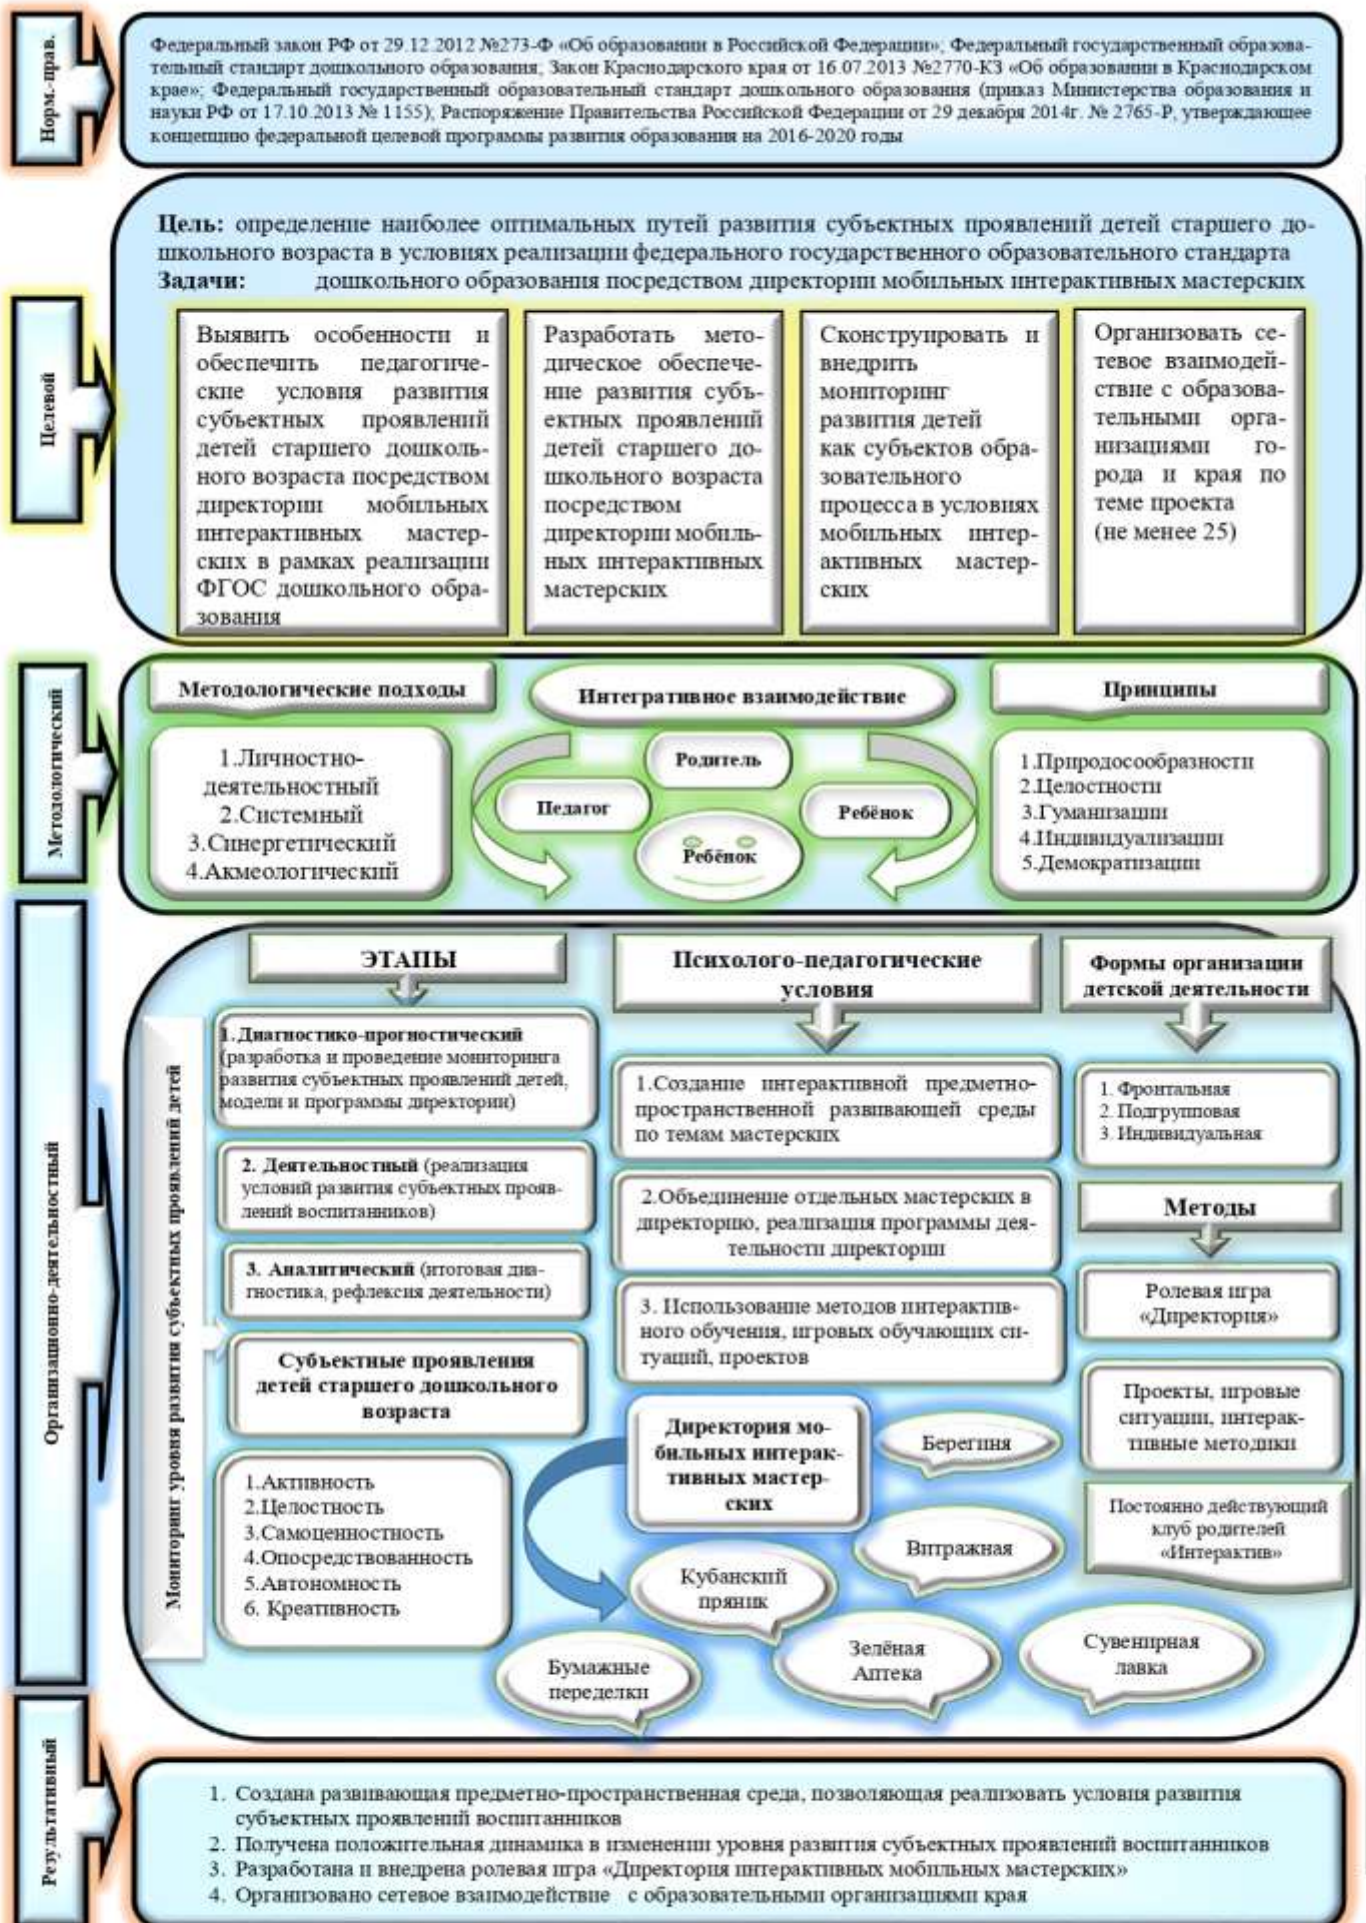 Норм.-прав.
Федеральный закон РФ от 29.12.2012 №273-Ф «Об образовании в Российской Федерации»; Федеральный государственный образова-
тельный стандарт дошкольного образования; Закон Краснодарского края от 16.07.2013 №2770-КЗ «Об образовании в Краснодарском
крае»; Федеральный государственный образовательный стандарт дошкольного образования (приказ Министерства образования и
науки РФ от 17.10.2013 № 1155); Распоряжение Правительства Российской Федерации от 29 декабря 2014г. № 2765-Р, утверждающее
концепцию федеральной целевой программы развития образования на 2016-2020 годы
Целевой
Цель: определение наиболее оптимальных путей развития субъектных проявлений детей старшего до-
школьного возраста в условиях реализации федерального государственного образовательного стандарта
Задачи: дошкольного образования посредством директории мобильных интерактивных мастерских
Выявить особенности и
обеспечить педагогиче-
ские условия развития
субъектных проявлений
детей старшего дошколь-
ного возраста посредством
директории мобильных
интерактивных мастер-
ских в рамках реализации
ФГОС дошкольного обра-
зования
Разработать мето-
дическое обеспече-
ние развития субъ-
ектных проявлений
детей старшего до-
школьного возраста
посредством
директории мобиль-
ных интерактивных
мастерских
Сконструировать и
внедрить
мониторинг
развития детей
как субъектов обра-
зовательного
процесса в условиях
мобильных интер-
активных мастер-
ских
Организовать се-
тевое взаимодей-
ствие с образова-
тельными орга-
низациями го-
рода и края по
теме проекта
(не менее 25)
Методологический
Методологические подходы
1.Личностно-
деятельностный
2.Системный
3.Синергетический
4.Акмеологический
Интегративное взаимодействие
Родитель
Педагог
Ребёнок
Ребёнок
Принципы
1.Природосообразности
2.Целостности
3.Гуманизации
4.Индивидуализации
5.Демократизации
Организационно-деятельностный
Мониторинг уровня развития субъектных проявлений детей
ЭТАПЫ
1.Диагностико-прогностический
(разработка и проведение мониторинга
развития субъектных проявлений детей,
модели и программы директории)
2. Деятельностный (реализация
условий развития субъектных прояв-
лений воспитанников)
3. Аналитический (итоговая диа-
гностика, рефлексия деятельности)
Субъектные проявления
детей старшего дошкольного
возраста
1.Активность
2.Целостность
3.Самоценностность
4.Опосредствованность
5.Автономность
6. Креативность
Психолого-педагогические
условия
1.Создание интерактивной предметно-
пространственной развивающей среды
по темам мастерских
2.Объединение отдельных мастерских в
директорию, реализация программы дея-
тельности директории
3. Использование методов интерактив-
ного обучения, игровых обучающих си-
туаций, проектов
Директория мо-
бильных интерак-
тивных мастер-
ских
Берегиня
Витражная
Кубанский
пряник
Бумажные
переделки
Зелёная
Аптека
Сувенирная
лавка
Формы организации
детской деятельности
1. Фронтальная
2. Подгрупповая
3. Индивидуальная
Методы
Ролевая игра
«Директория»
Проекты, игровые
ситуации, интерак-
тивные методики
Постоянно действующий
клуб родителей
«Интерактив»
Результативный
1. Создана развивающая предметно-пространственная среда, позволяющая реализовать условия развития
субъектных проявлений воспитанников
2. Получена положительная динамика в изменении уровня развития субъектных проявлений воспитанников
3. Разработана и внедрена ролевая игра «Директория интерактивных мобильных мастерских»
4. Организовано сетевое взаимодействие с образовательными организациями края